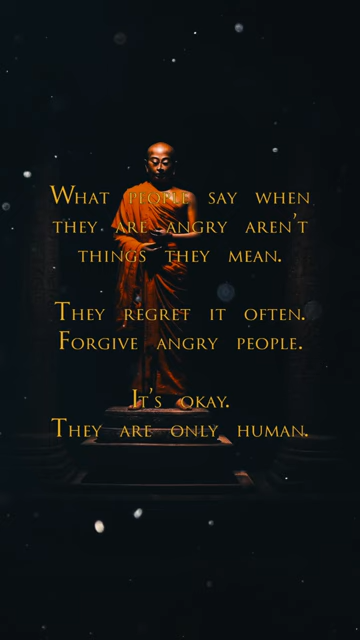 What people say when
they are angry aren't
things they mean.
They regret it often.
Forgive angry people.
It's okay.
They are only human.